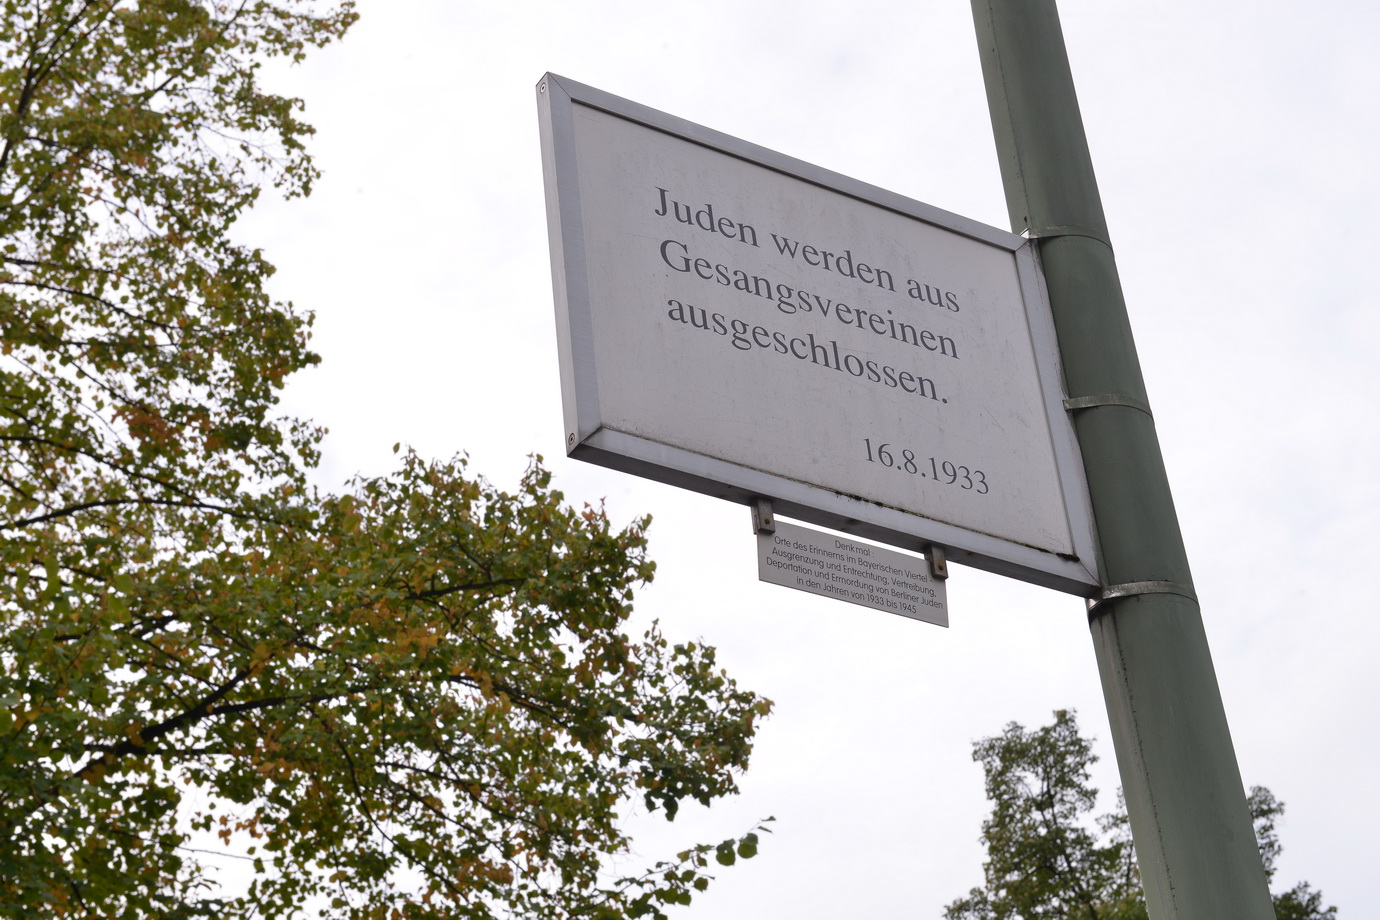 Juden werden aus
Gesangsvereinen
ausgeschlossen.
16.8.1933
Denkmal:
Orte des Erinnerns im Bayerischen Viertel -
Ausgrenzung und Entrechtung, Vertreibung,
Deportation und Ermordung von Berliner Juden
in den Jahren von 1933 bis 1945